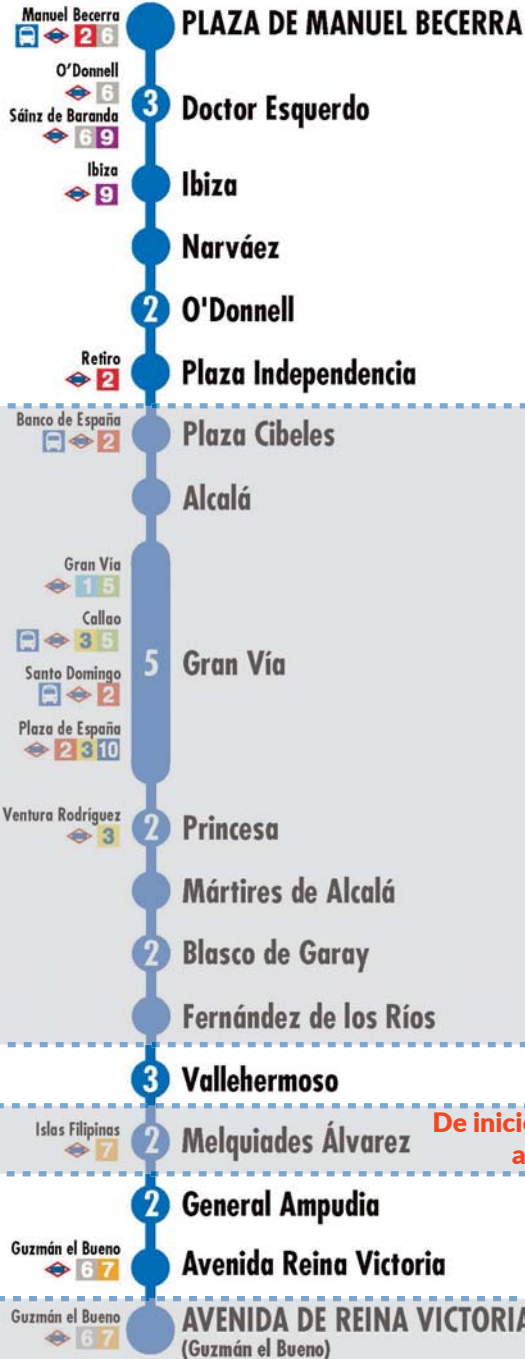 Manuel Becerra
2 6
PLAZA DE MANUEL BECERRA
O'Donnell
6
Sáinz de Baranda
6 9
3
Doctor Esquerdo
Ibiza
9
Ibiza
Narváez
2
O'Donnell
Retiro
2
Plaza Independencia
Banco de España
2
Plaza Cibeles
Alcalá
Gran Vía
1 5
Callao
3 5
Santo Domingo
2
Plaza de España
2 3 10
5
Gran Vía
Ventura Rodríguez
3
2
Princesa
Mártires de Alcalá
2
Blasco de Garay
Fernández de los Ríos
3
Vallehermoso
Islas Filipinas
7
2
Melquiades Álvarez
De inicio
a
2
General Ampudia
Guzmán el Bueno
6 7
Avenida Reina Victoria
Guzmán el Bueno
6 7
AVENIDA DE REINA VICTORIA
(Guzmán el Bueno)